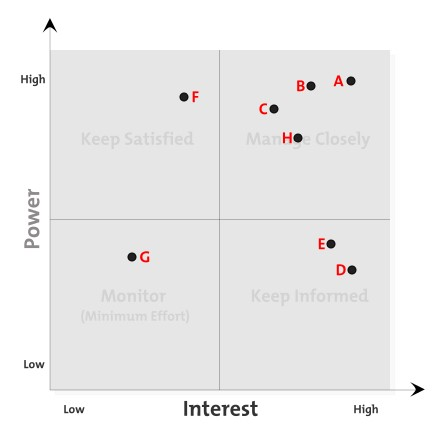 High
F
B
A
C
Keep Satisfied
H
Manage Closely
Power
G
E
D
Monitor
(Minimum Effort)
Keep Informed
Low
Low
Interest
High